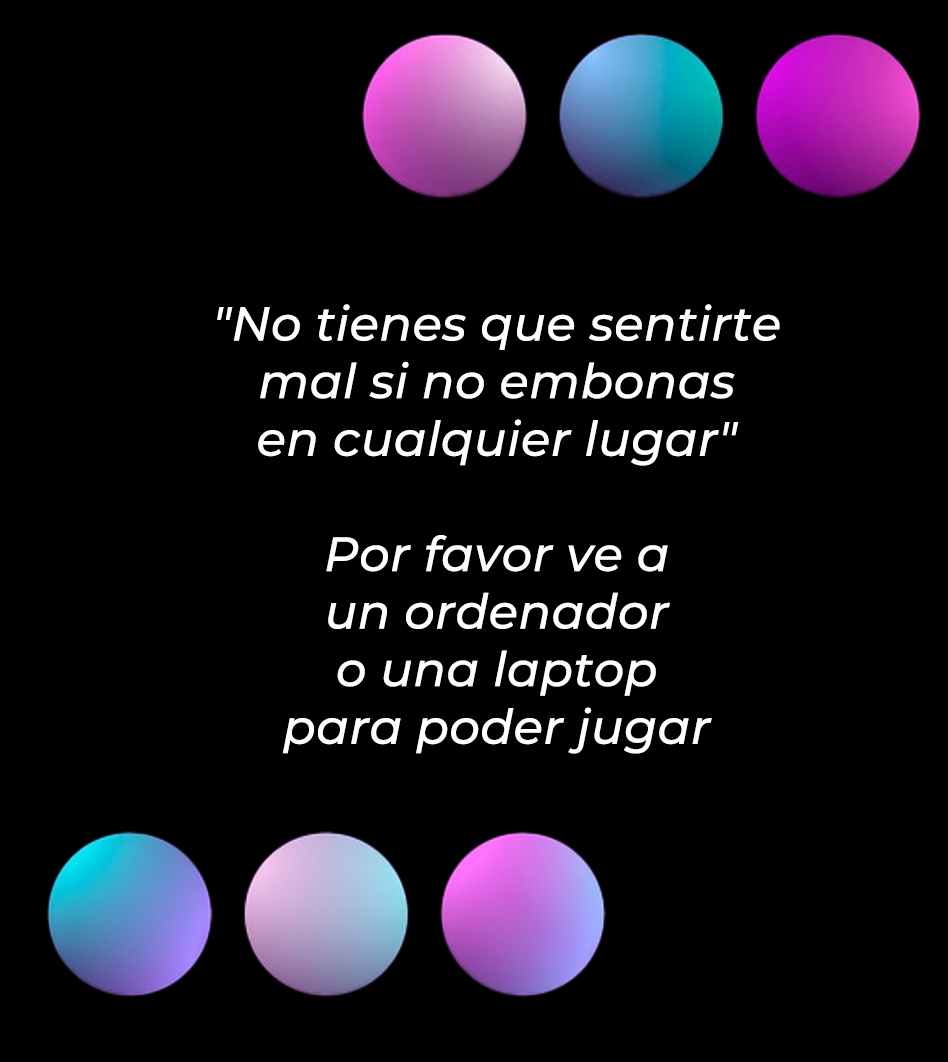 "No tienes que sentirte
mal si no embonas
en cualquier lugar"
Por favor ve a
un ordenador
o una laptop
para poder jugar